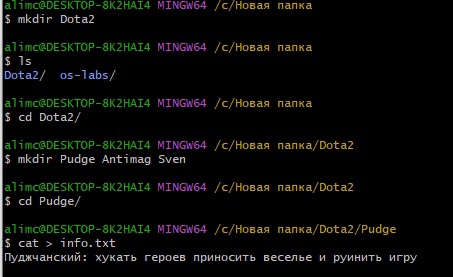 alimc@DESKTOP-8K2HAI4 MINGW64 /c/Новая папка
$ mkdir Dota2
alimc@DESKTOP-8K2HAI4 MINGW64 /c/Новая папка
$ ls
Dota2/ os-labs/
alimc@DESKTOP-8K2HAI4 MINGW64 /c/Новая папка
$ cd Dota2/
alimc@DESKTOP-8K2HAI4 MINGW64 /c/Новая папка/Dota2
$ mkdir Pudge Antimag Sven
alimc@DESKTOP-8K2HAI4 MINGW64 /c/Новая папка/Dota2
$ cd Pudge/
alimc@DESKTOP-8K2HAI4 MINGW64 /c/Новая папка/Dota2/Pudge
$ cat > info.txt
Пуджчанский: хукать героев приносить веселье и руинить игру